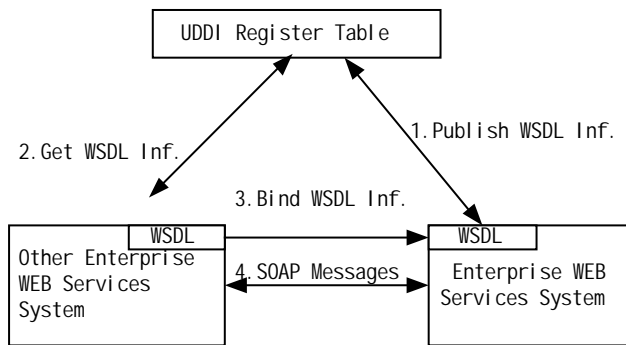 UDDI Register Table
1.Publish WSDL Inf.
2.Get WSDL Inf.
3.Bind WSDL Inf.
WSDL
WSDL
Other Enterprise
WEB Services
System
4.SOAP Messages
Enterprise WEB
Services System